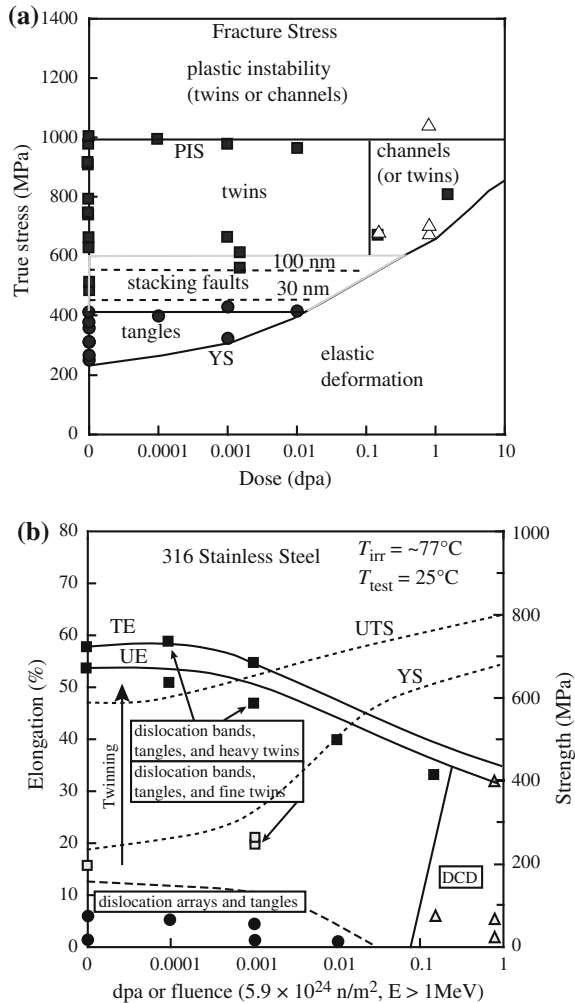 (a)
1400
1200
1000
800
600
400
200
0
True stress (MPa)
Fracture Stress
plastic instability
(twins or channels)
PIS
channels
(or twins)
twins
100 nm
stacking faults
30 nm
tangles
YS
elastic
deformation
0 0.0001 0.001 0.01 0.1 1 10
Dose (dpa)
(b)
80
70
60
50
40
30
20
10
0
Elongation (%)
316 Stainless Steel
T_irr = ~77°C
T_test = 25°C
TE
UE
UTS
YS
Twinning
dislocation bands,
tangles, and heavy twins
dislocation bands,
tangles, and fine twins
DCD
dislocation arrays and tangles
1000
800
600
400
200
0
Strength (MPa)
0 0.0001 0.001 0.01 0.1 1
dpa or fluence (5.9 × 10²⁴ n/m², E > 1MeV)